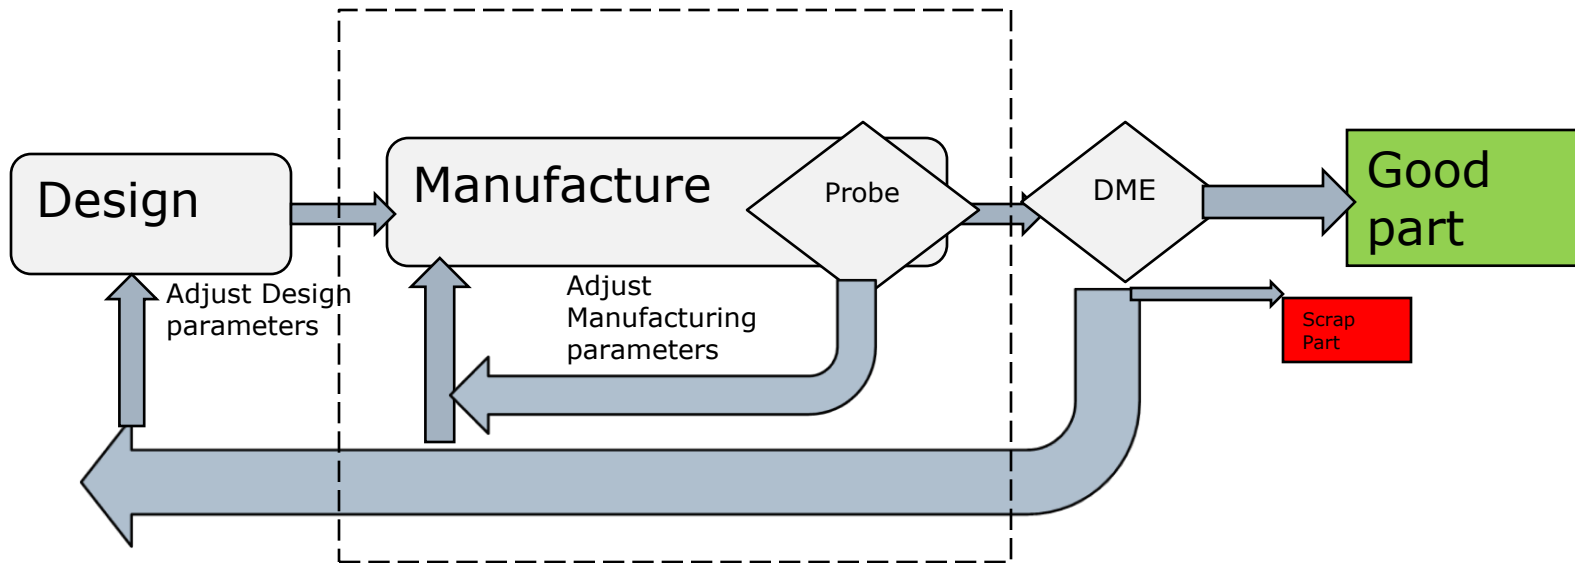 Design
Manufacture
Probe
DME
Good
part
Adjust Design
parameters
Adjust
Manufacturing
parameters
Scrap
Part